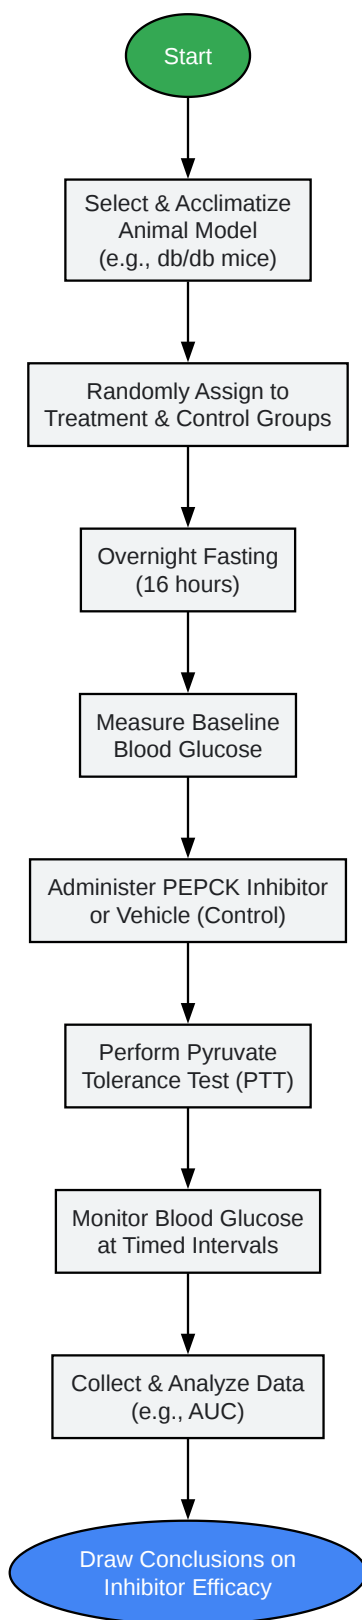 Start
Select & Acclimatize
Animal Model
(e.g., db/db mice)
Randomly Assign to
Treatment & Control Groups
Overnight Fasting
(16 hours)
Measure Baseline
Blood Glucose
Administer PEPCK Inhibitor
or Vehicle (Control)
Perform Pyruvate
Tolerance Test (PTT)
Monitor Blood Glucose
at Timed Intervals
Collect & Analyze Data
(e.g., AUC)
Draw Conclusions on
Inhibitor Efficacy